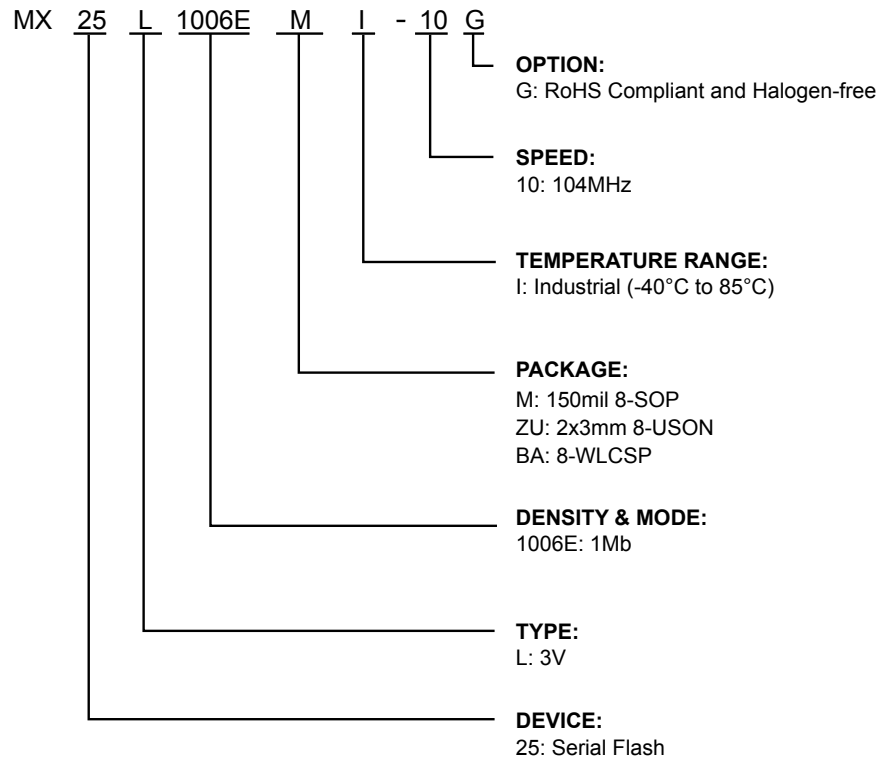 MX 25 L 1006E M I - 10 G
OPTION:
G: RoHS Compliant and Halogen-free
SPEED:
10: 104MHz
TEMPERATURE RANGE:
I: Industrial (-40°C to 85°C)
PACKAGE:
M: 150mil 8-SOP
ZU: 2x3mm 8-USON
BA: 8-WLCSP
DENSITY & MODE:
1006E: 1Mb
TYPE:
L: 3V
DEVICE:
25: Serial Flash